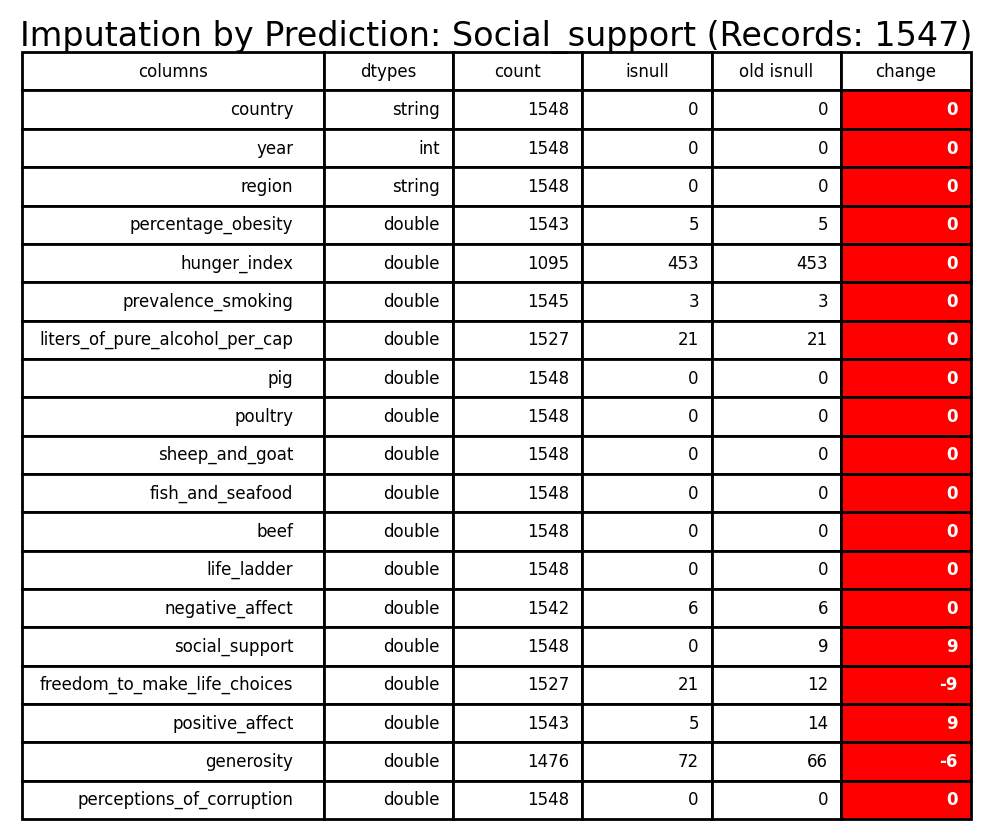 Imputation by Prediction: Social_support (Records: 1547)
columns dtypes count isnull old isnull change
country string 1548 0 0 0
year int 1548 0 0 0
region string 1548 0 0 0
percentage_obesity double 1543 5 5 0
hunger_index double 1095 453 453 0
prevalence_smoking double 1545 3 3 0
liters_of_pure_alcohol_per_cap double 1527 21 21 0
pig double 1548 0 0 0
poultry double 1548 0 0 0
sheep_and_goat double 1548 0 0 0
fish_and_seafood double 1548 0 0 0
beef double 1548 0 0 0
life_ladder double 1548 0 0 0
negative_affect double 1542 6 6 0
social_support double 1548 0 9 9
freedom_to_make_life_choices double 1527 21 12 -9
positive_affect double 1543 5 14 9
generosity double 1476 72 66 -6
perceptions_of_corruption double 1548 0 0 0